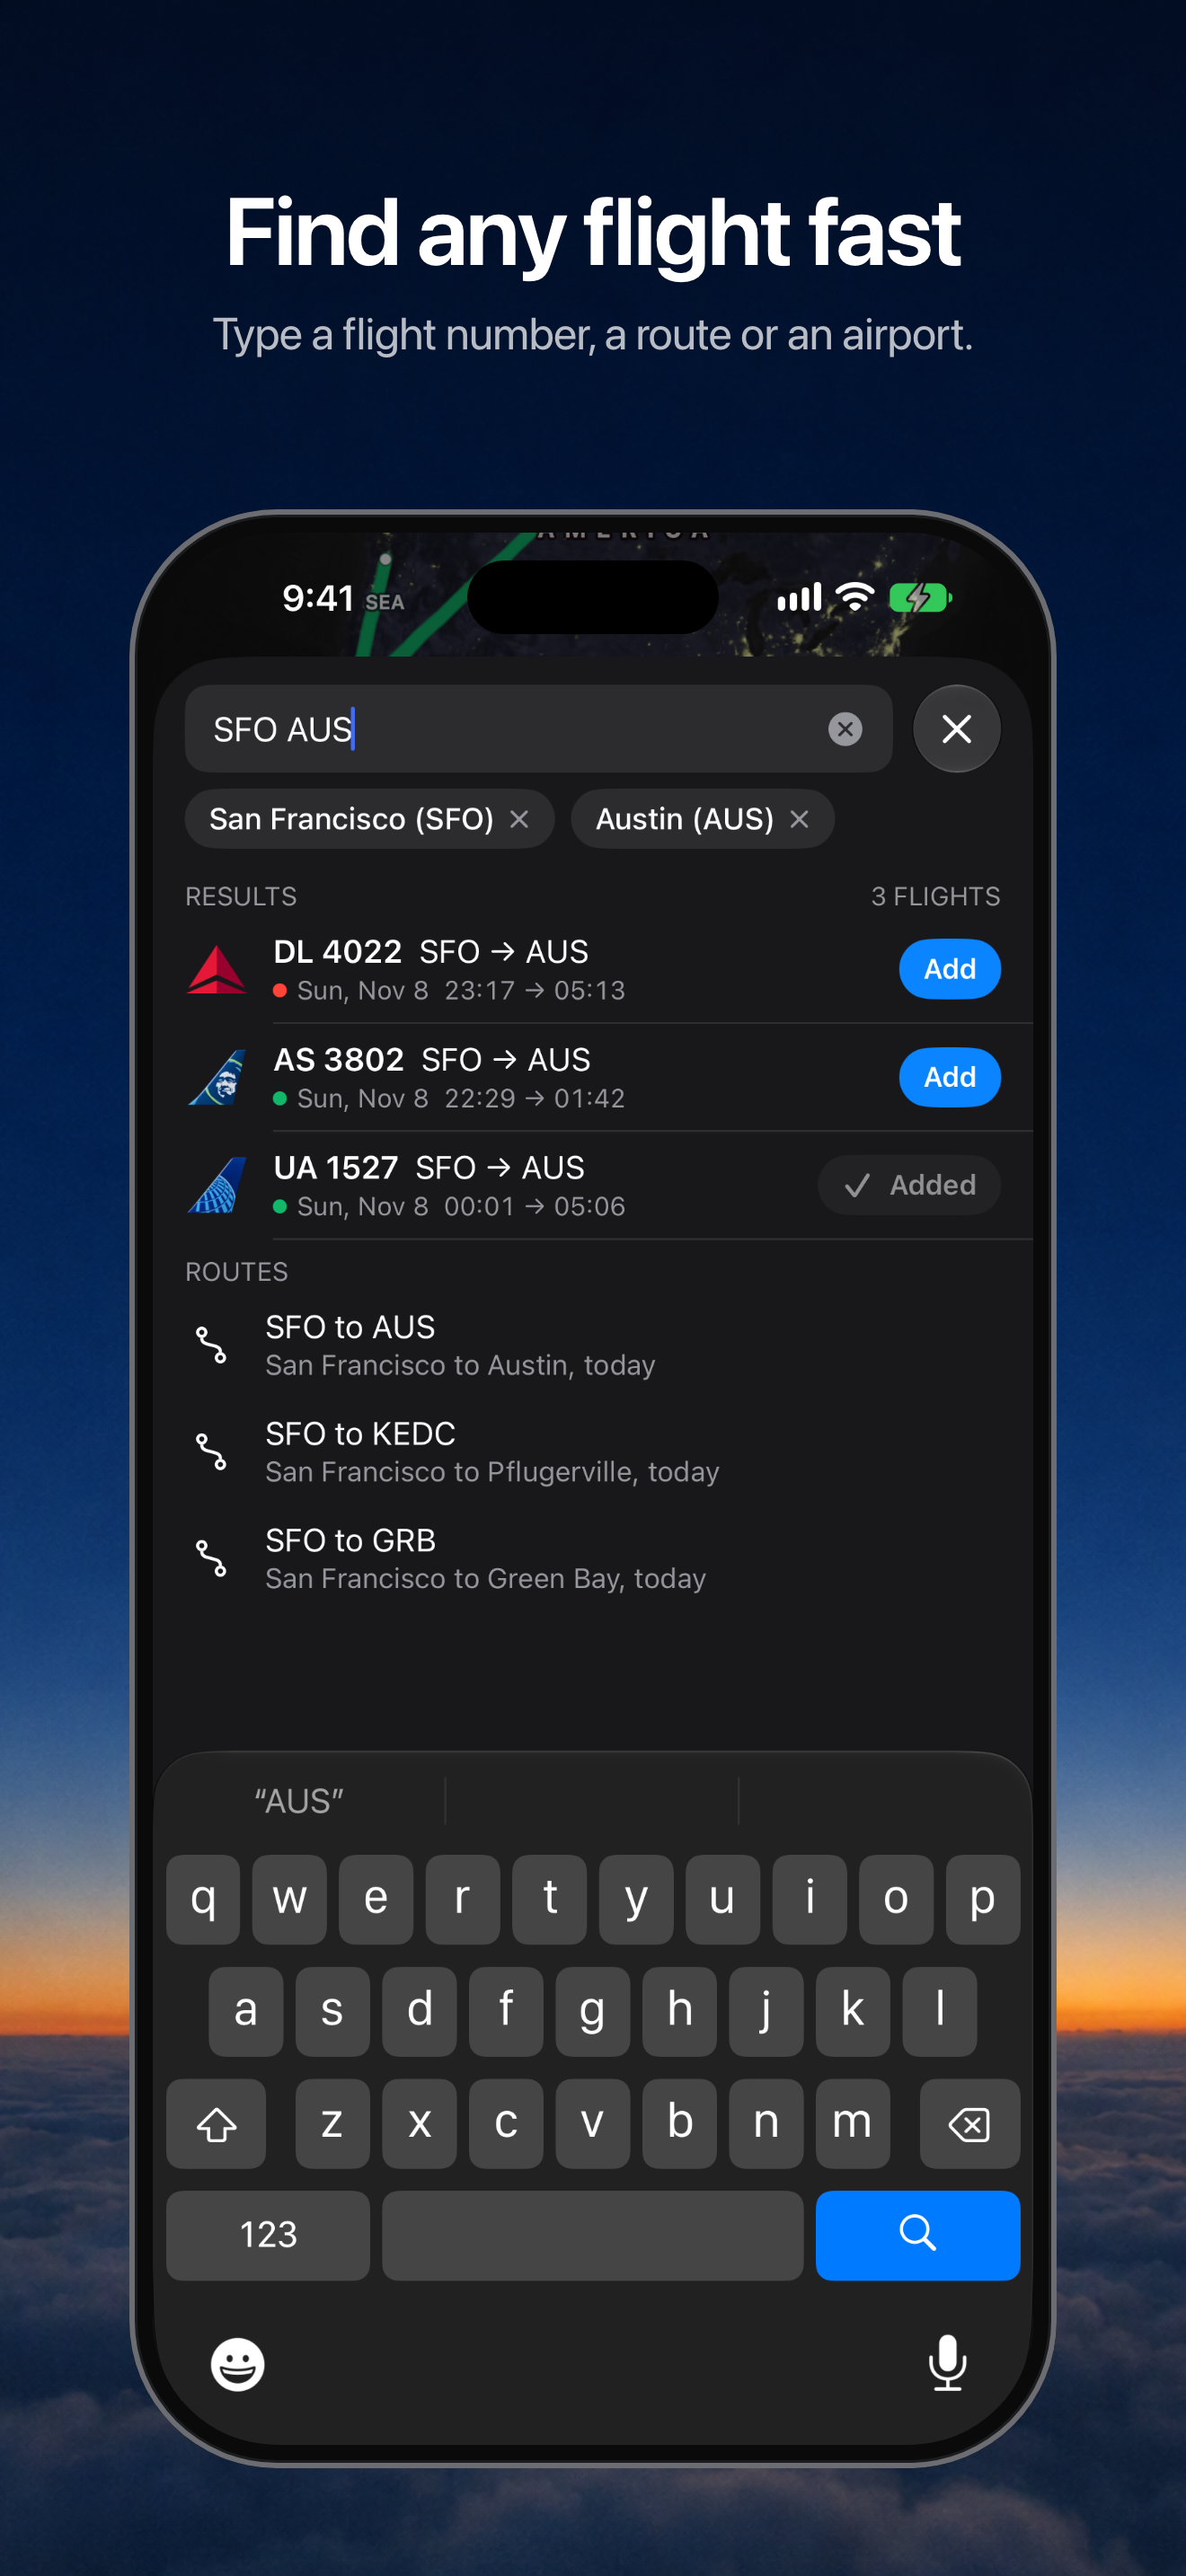 Find any flight fast
Type a flight number, a route or an airport.
AMERICA
9:41 SEA
SFO AUS
San Francisco (SFO) Austin (AUS)
RESULTS 3 FLIGHTS
DL 4022 SFO → AUS
Sun, Nov 8 23:17 → 05:13
Add
AS 3802 SFO → AUS
Sun, Nov 8 22:29 → 01:42
Add
UA 1527 SFO → AUS
Sun, Nov 8 00:01 → 05:06
✓ Added
ROUTES
SFO to AUS
San Francisco to Austin, today
SFO to KEDC
San Francisco to Pflugerville, today
SFO to GRB
San Francisco to Green Bay, today
“AUS”
q w e r t y u i o p
a s d f g h j k l
z x c v b n m
123